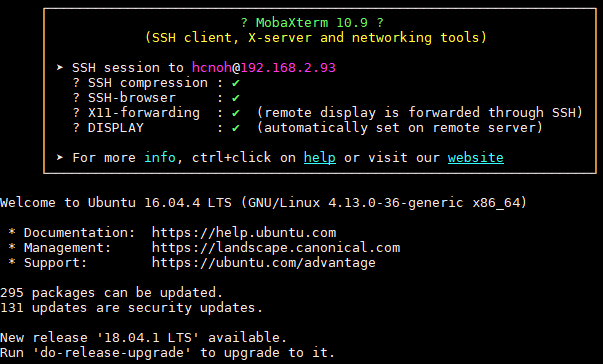 ? MobaXterm 10.9 ?
(SSH client, X-server and networking tools)
➤ SSH session to hcnoh@192.168.2.93
? SSH compression : ✔
? SSH-browser     : ✔
? X11-forwarding  : ✔  (remote display is forwarded through SSH)
? DISPLAY         : ✔  (automatically set on remote server)
➤ For more info, ctrl+click on help or visit our website
Welcome to Ubuntu 16.04.4 LTS (GNU/Linux 4.13.0-36-generic x86_64)
* Documentation:  https://help.ubuntu.com
* Management:     https://landscape.canonical.com
* Support:        https://ubuntu.com/advantage
295 packages can be updated.
131 updates are security updates.
New release '18.04.1 LTS' available.
Run 'do-release-upgrade' to upgrade to it.